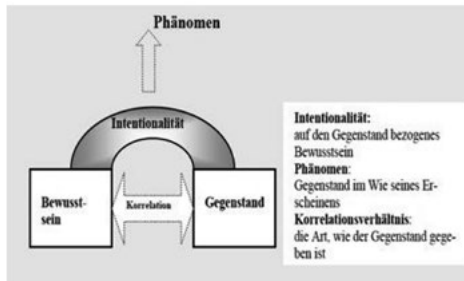 Phänomen
Intentionalität
Bewusst-
sein
Korrelation
Gegenstand
Intentionalität:
auf den Gegenstand bezogenes
Bewusstsein
Phänomen:
Gegenstand im Wie seines Er-
scheinens
Korrelationsverhältnis:
die Art, wie der Gegenstand gege-
ben ist